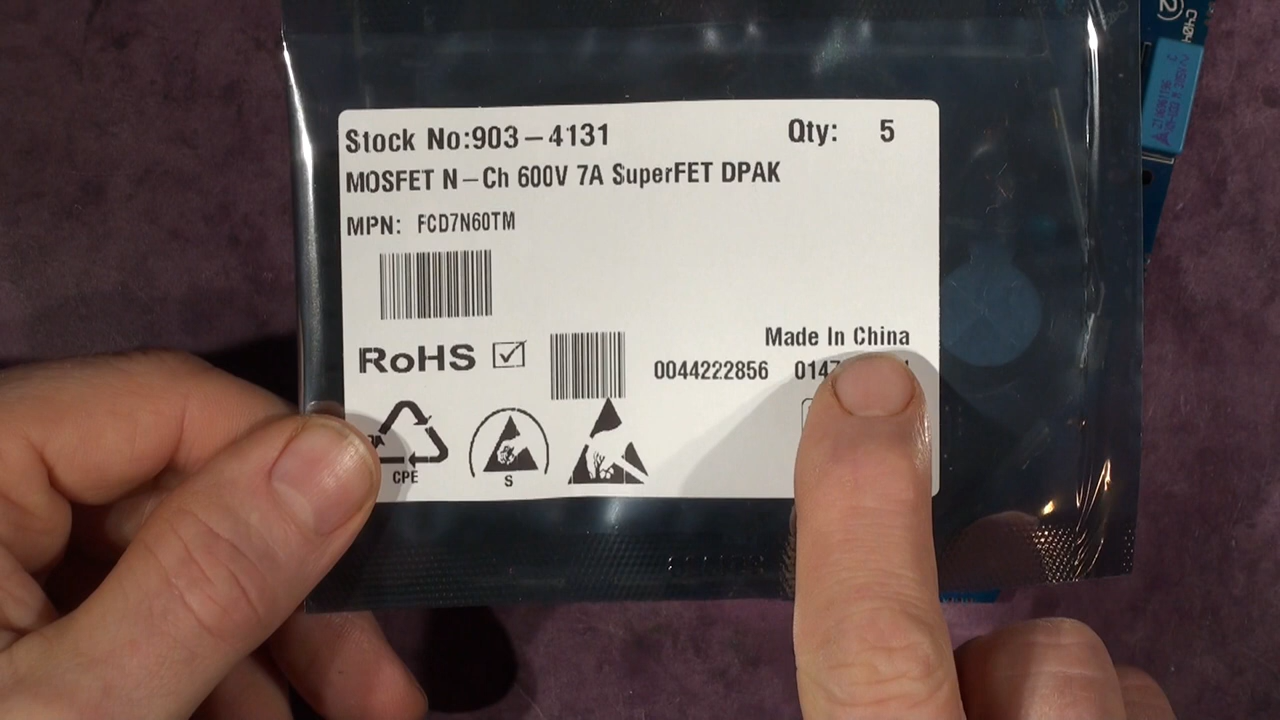 Stock No:903-4131 Qty: 5
MOSFET N-Ch 600V 7A SuperFET DPAK
MPN: FCD7N60TM
Made In China
RoHS
0044222856
CPE
S